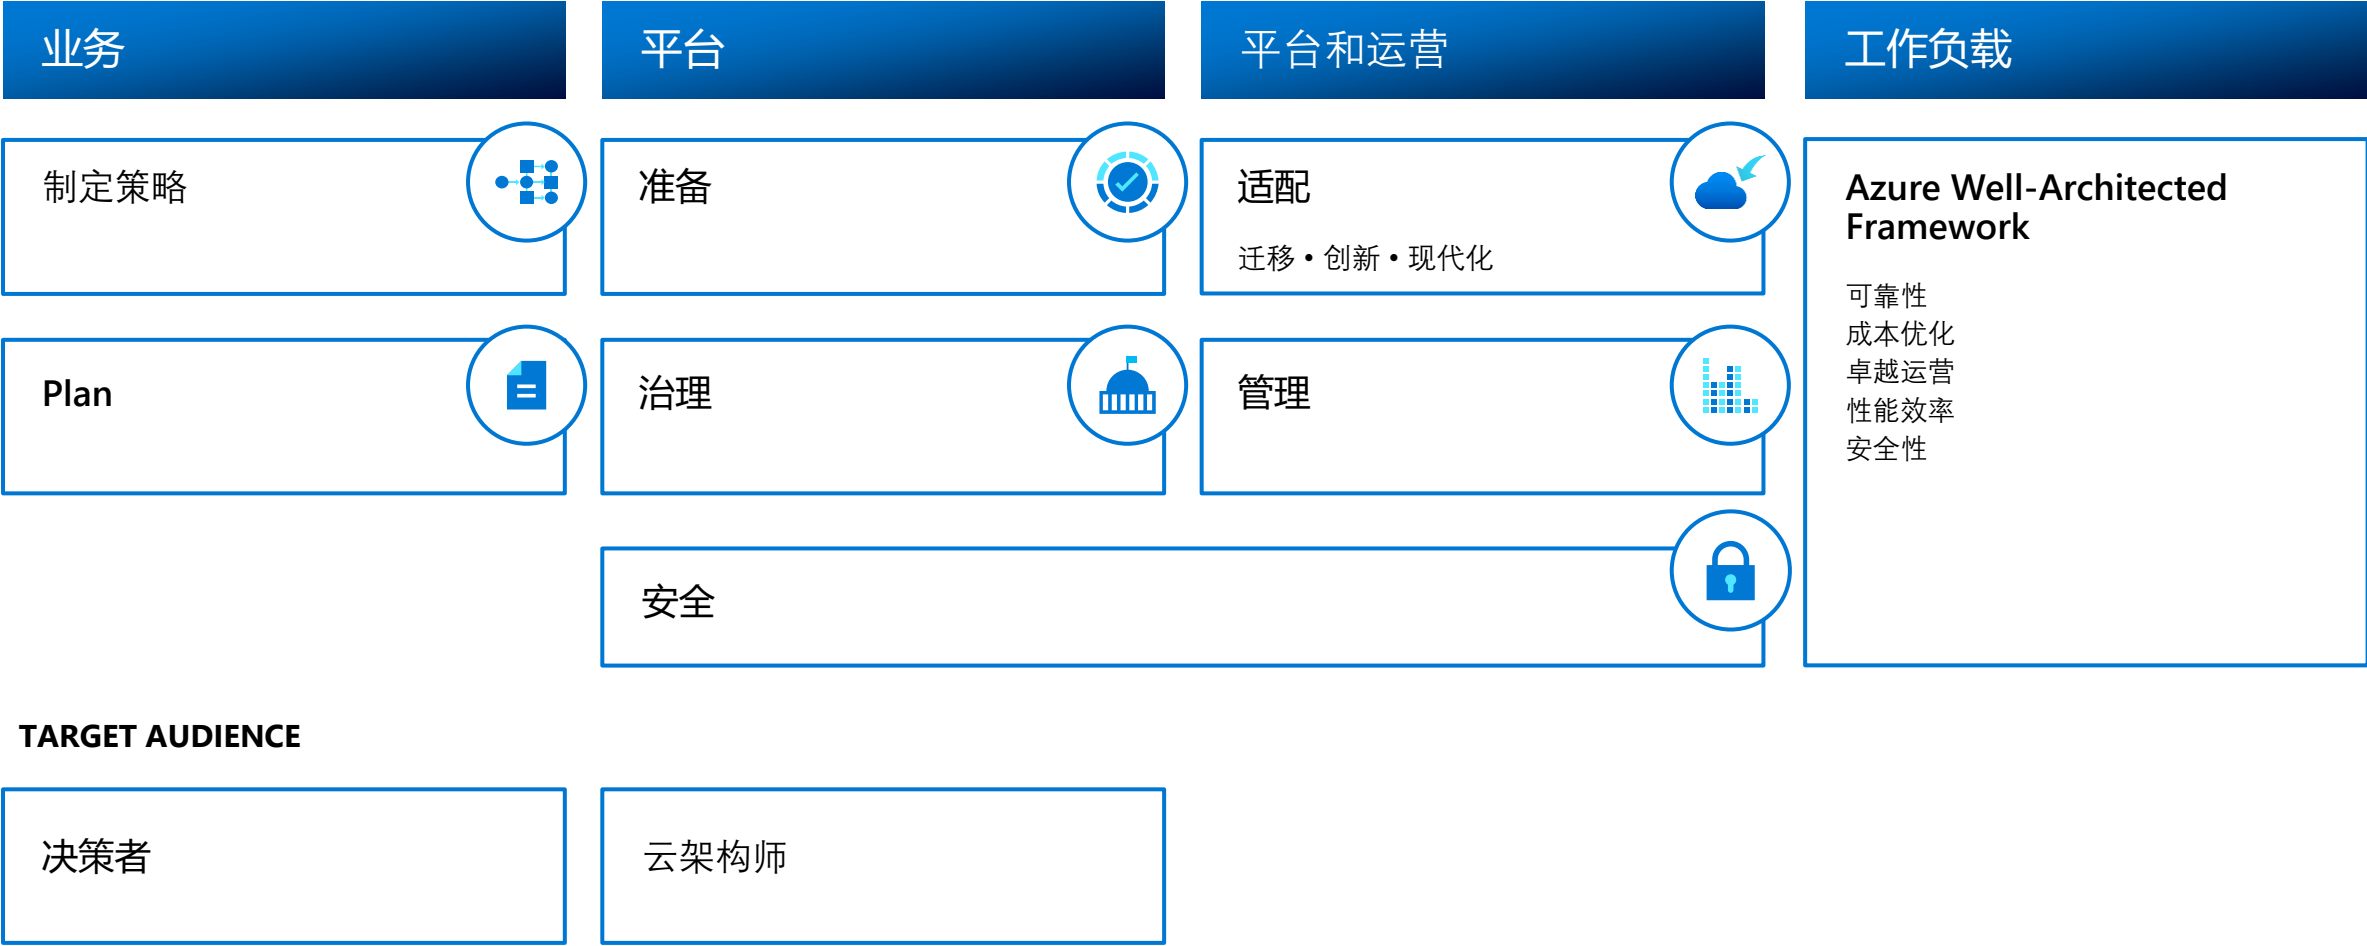 业务
平台
平台和运营
工作负载
制定策略
准备
适配
迁移 • 创新 • 现代化
Azure Well-Architected
Framework
可靠性
成本优化
卓越运营
性能效率
安全性
Plan
治理
管理
安全
TARGET AUDIENCE
决策者
云架构师